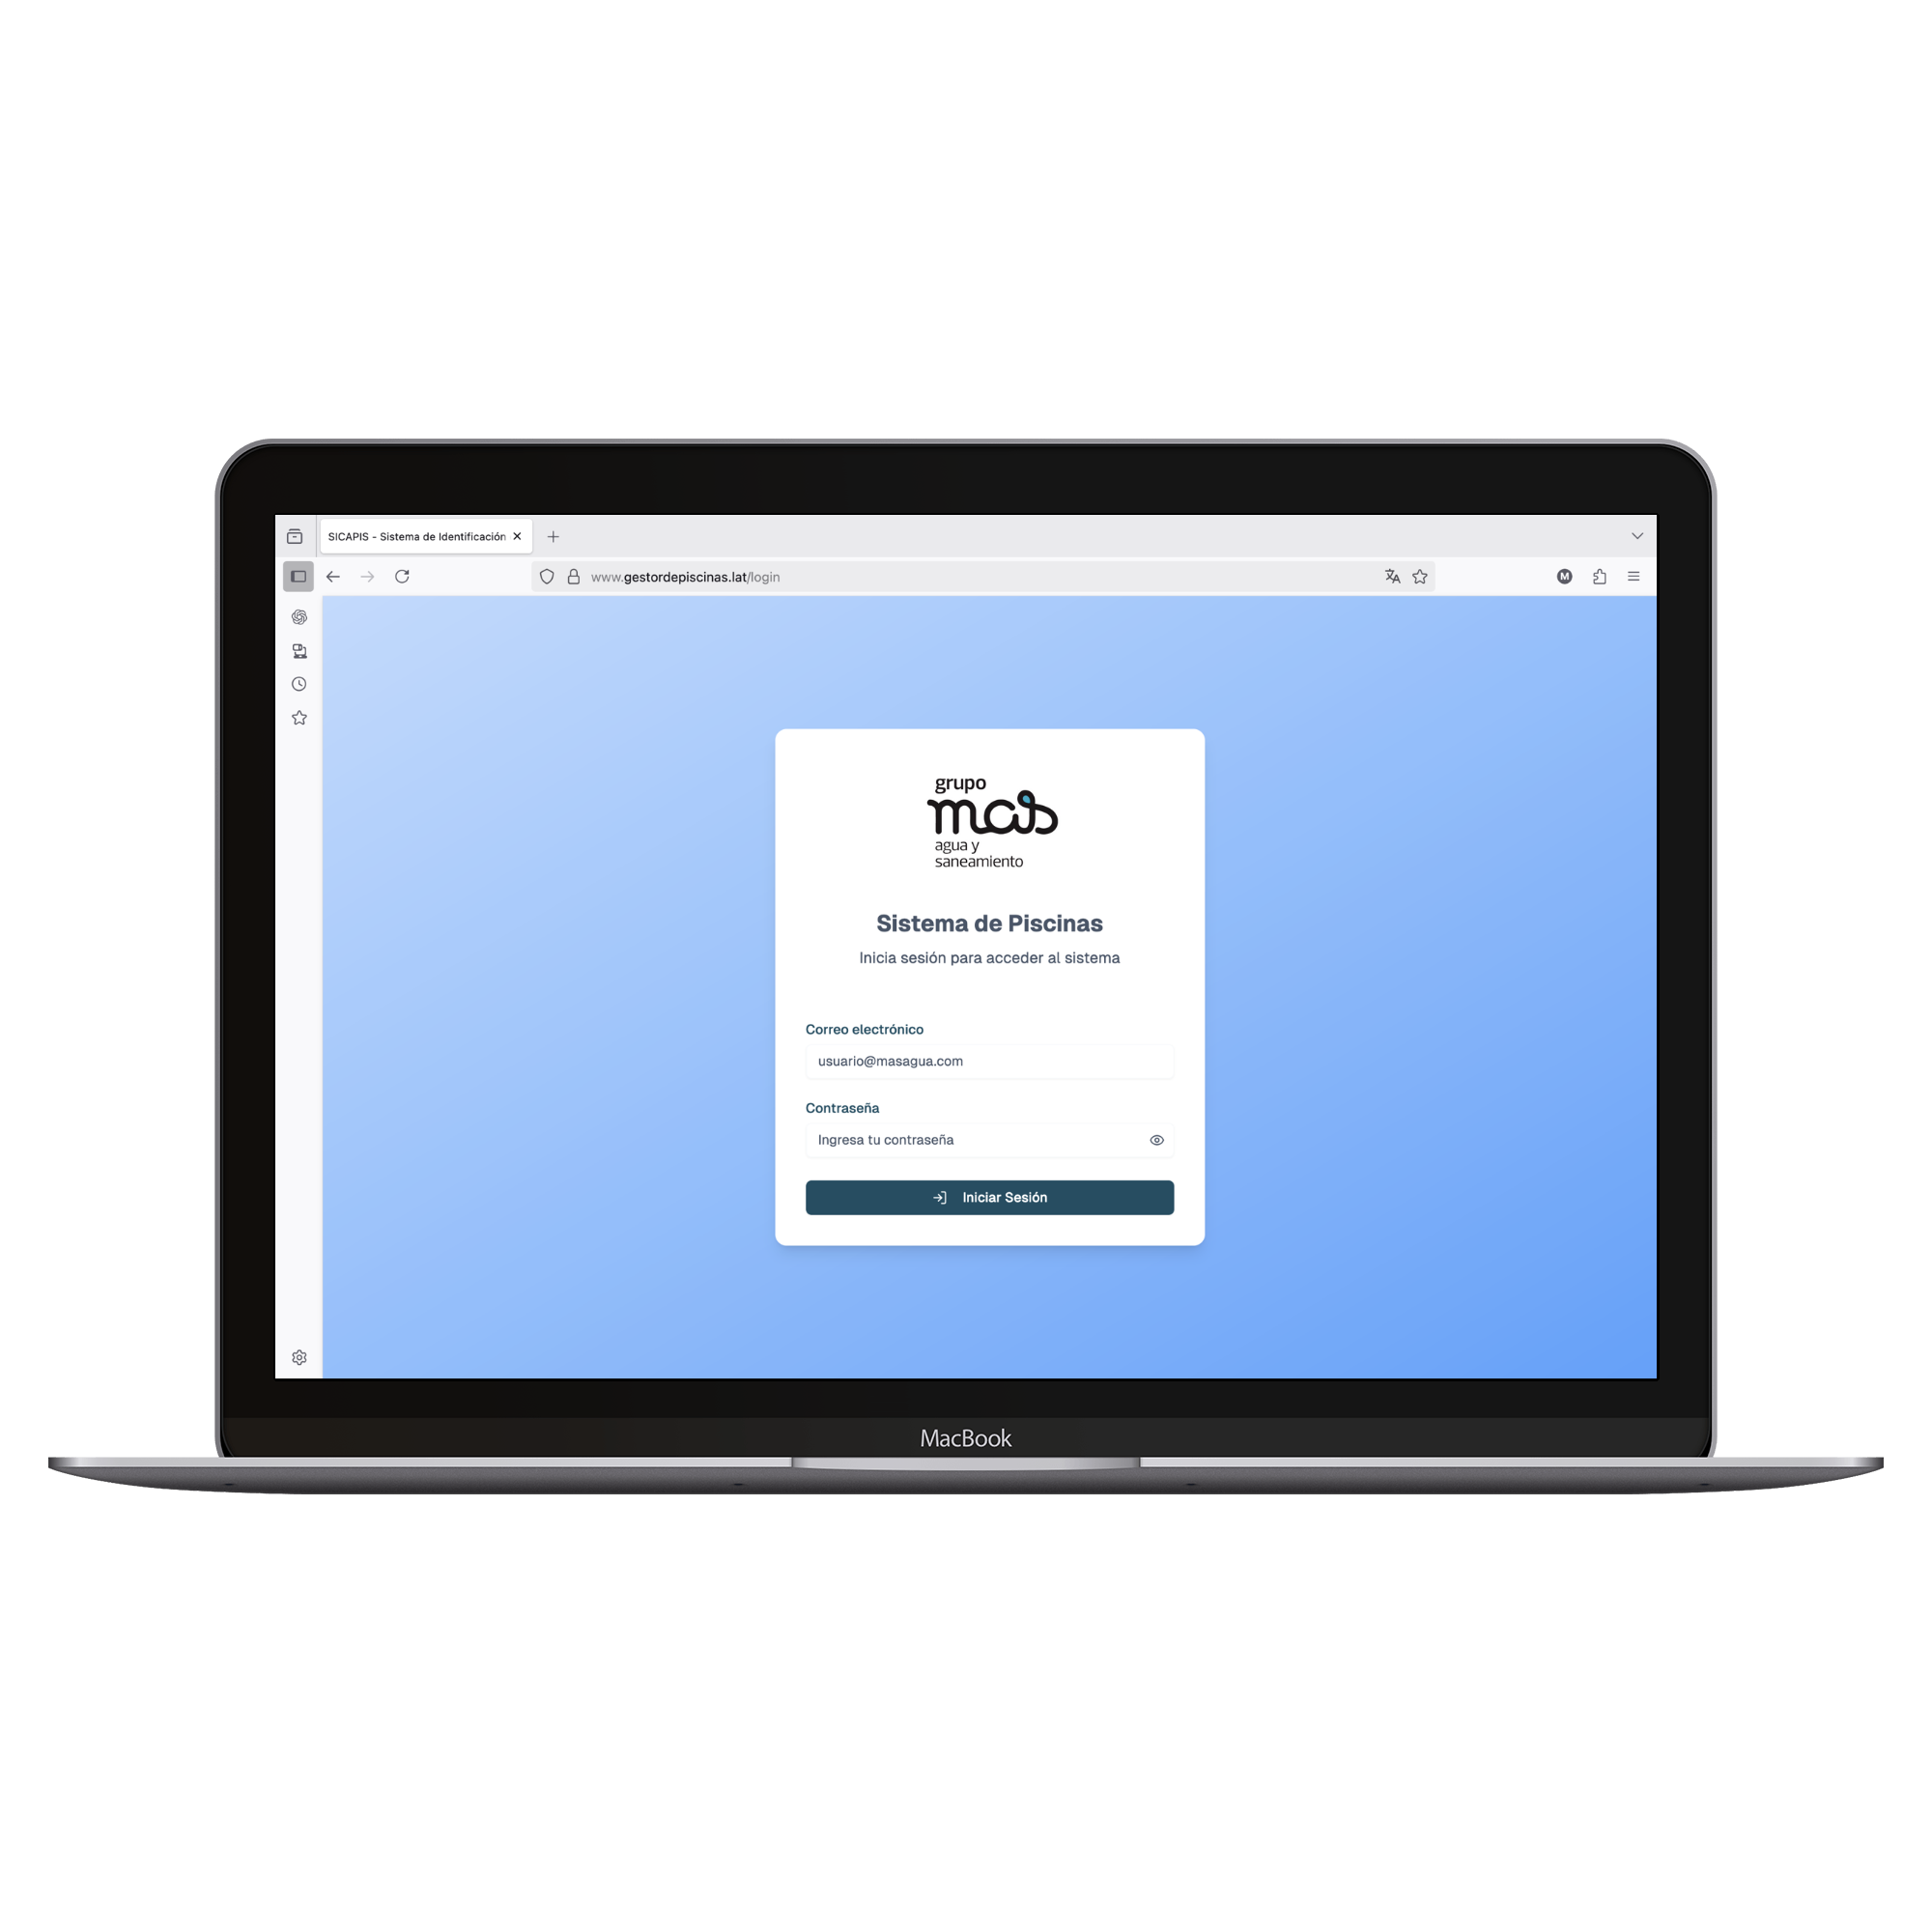 SICAPIS - Sistema de Identificación
www.gestordepiscinas.lat/login
M
grupo
mas
agua y
saneamiento
Sistema de Piscinas
Inicia sesión para acceder al sistema
Correo electrónico
usuario@masagua.com
Contraseña
Ingresa tu contraseña
Iniciar Sesión
MacBook